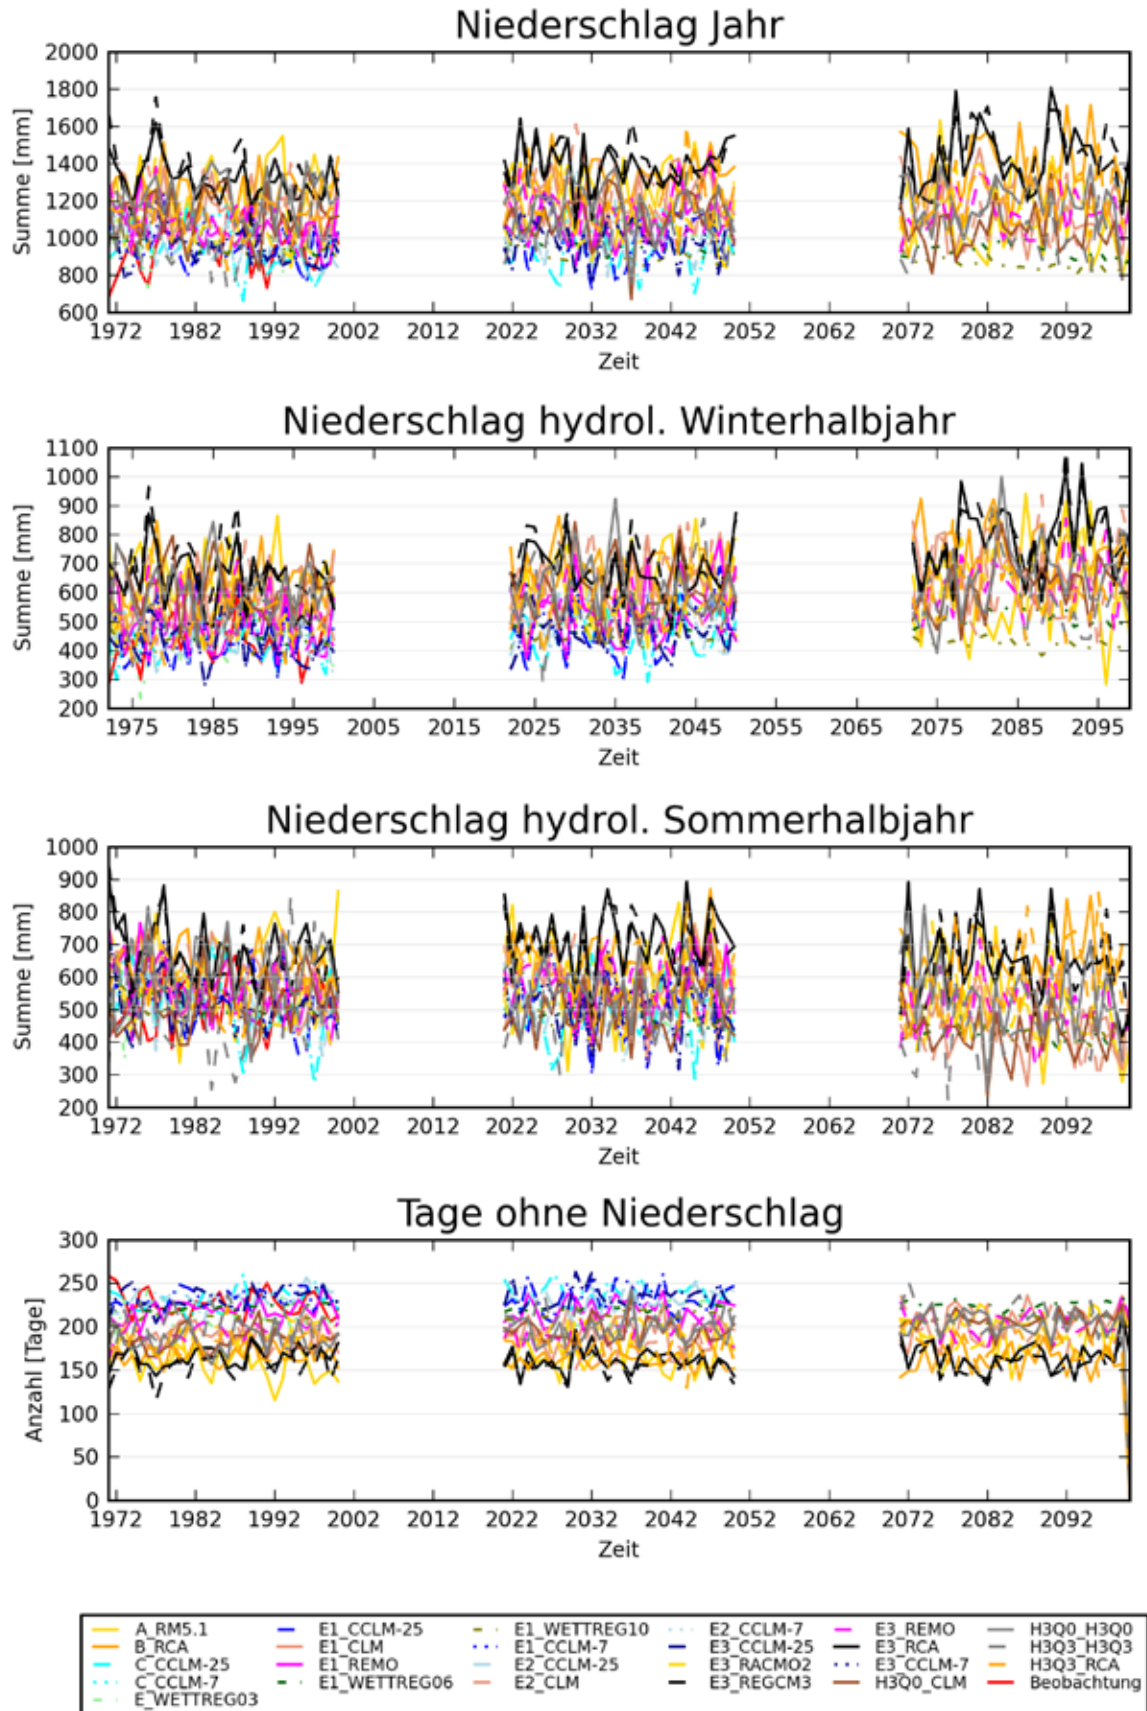 Niederschlag Jahr
2000
1800
1600
1400
1200
1000
800
600
Summe [mm]
1972 1982 1992 2002 2012 2022 2032 2042 2052 2062 2072 2082 2092
Zeit
Niederschlag hydrol. Winterhalbjahr
1100
1000
900
800
700
600
500
400
300
200
Summe [mm]
1975 1985 1995 2005 2015 2025 2035 2045 2055 2065 2075 2085 2095
Zeit
Niederschlag hydrol. Sommerhalbjahr
1000
900
800
700
600
500
400
300
200
Summe [mm]
1972 1982 1992 2002 2012 2022 2032 2042 2052 2062 2072 2082 2092
Zeit
Tage ohne Niederschlag
300
250
200
150
100
50
0
Anzahl [Tage]
1972 1982 1992 2002 2012 2022 2032 2042 2052 2062 2072 2082 2092
Zeit
A_RM5.1 E1_CCLM-25 E1_WETTREG10 E2_CCLM-7 E3_REMO H3Q0_H3Q0
B_RCA E1_CLM E1_CCLM-7 E3_CCLM-25 E3_RCA H3Q3_H3Q3
C_CCLM-25 E1_REMO E2_CCLM-25 E3_RACMO2 E3_CCLM-7 H3Q3_RCA
C_CCLM-7 E1_WETTREG06 E2_CLM E3_REGCM3 H3Q0_CLM Beobachtung
E_WETTREG03